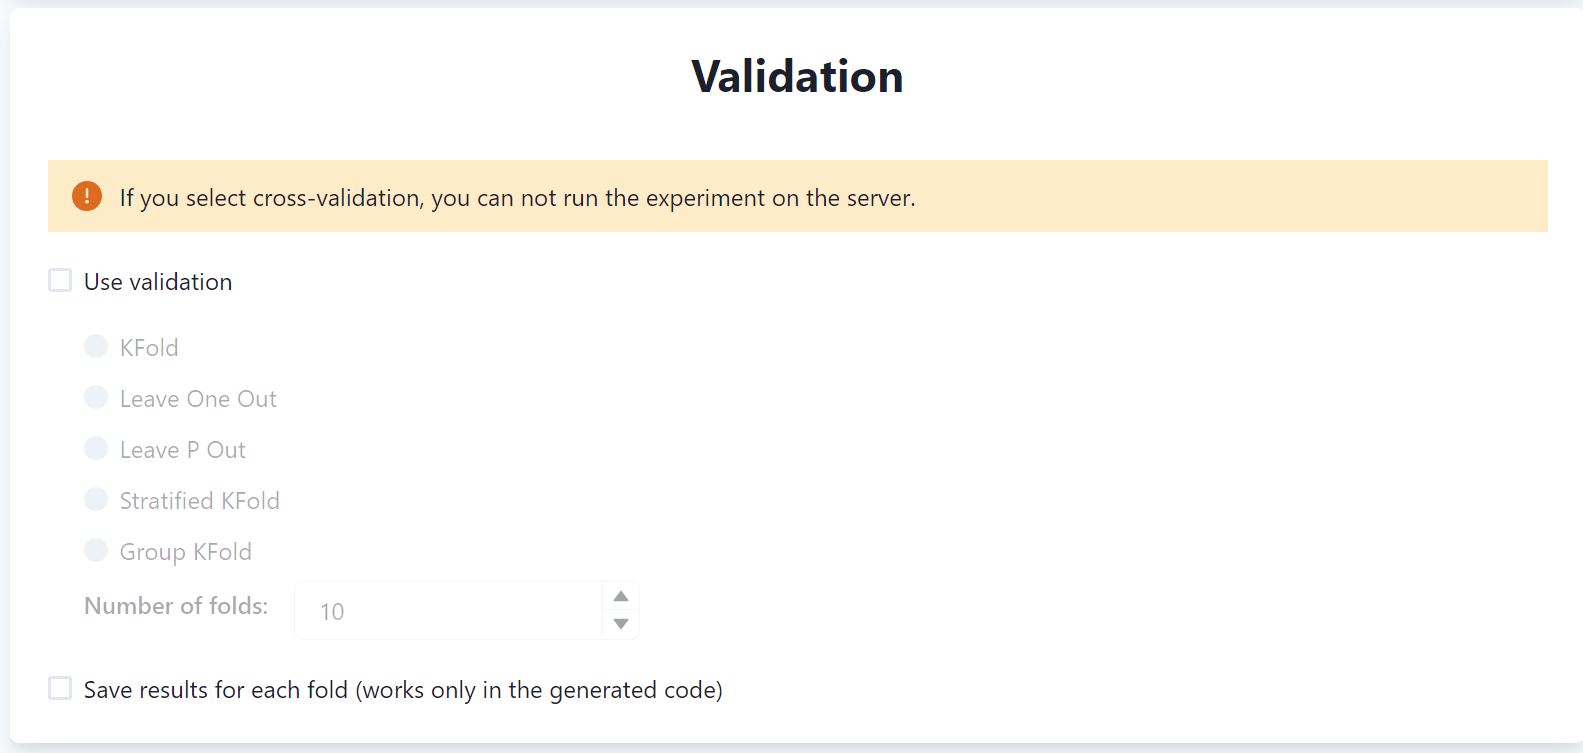 Validation
If you select cross-validation, you can not run the experiment on the server.
Use validation
KFold
Leave One Out
Leave P Out
Stratified KFold
Group KFold
Number of folds: 10
Save results for each fold (works only in the generated code)